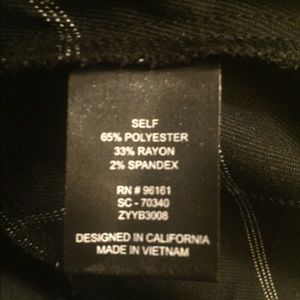 SELF
65% POLYESTER
33% RAYON
2% SPANDEX
RN # 96161
SC - 70340
ZYYB3008
DESIGNED IN CALIFORNIA
MADE IN VIETNAM